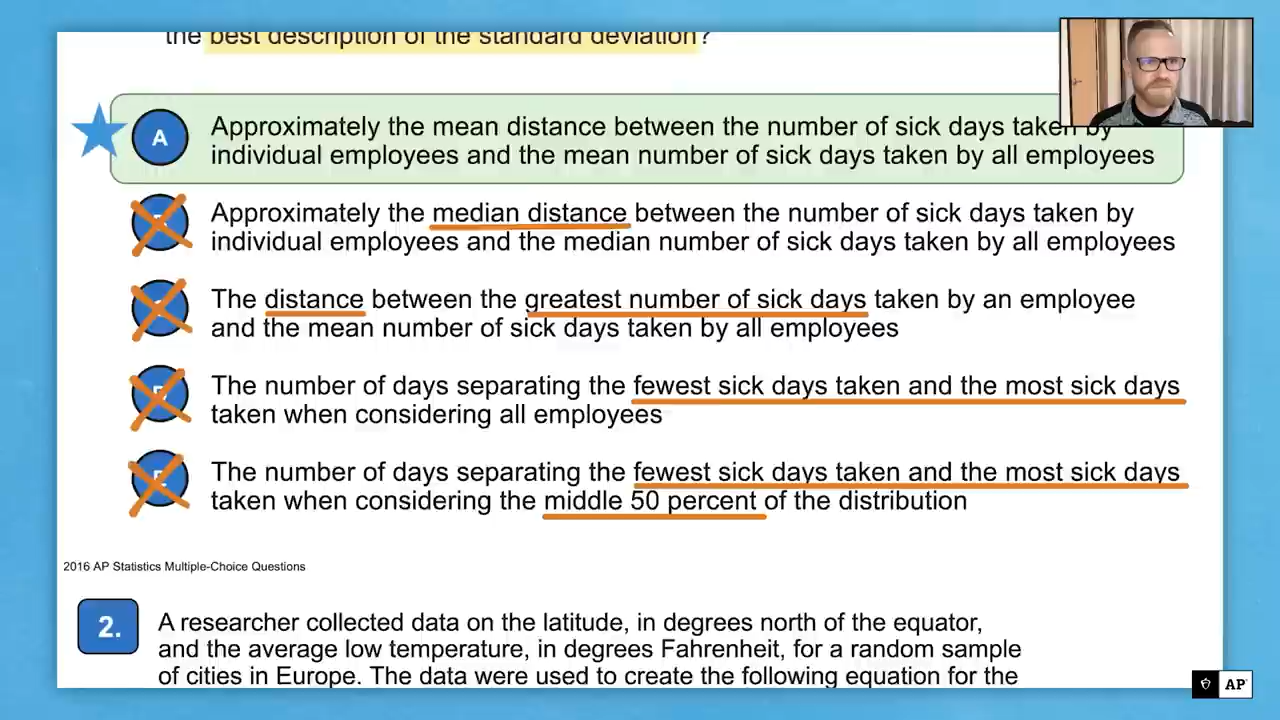 the best description of the standard deviation?
A
Approximately the mean distance between the number of sick days taken by
individual employees and the mean number of sick days taken by all employees
Approximately the median distance between the number of sick days taken by
individual employees and the median number of sick days taken by all employees
The distance between the greatest number of sick days taken by an employee
and the mean number of sick days taken by all employees
The number of days separating the fewest sick days taken and the most sick days
taken when considering all employees
The number of days separating the fewest sick days taken and the most sick days
taken when considering the middle 50 percent of the distribution
2016 AP Statistics Multiple-Choice Questions
2.
A researcher collected data on the latitude, in degrees north of the equator,
and the average low temperature, in degrees Fahrenheit, for a random sample
of cities in Europe. The data were used to create the following equation for the
AP